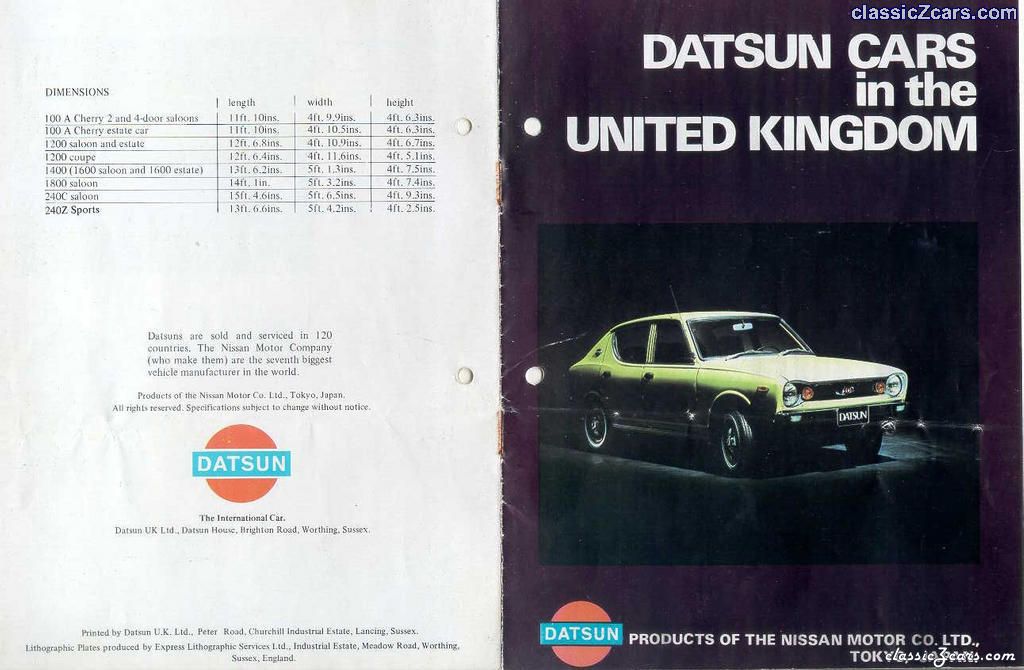 DIMENSIONS
length width height
100 A Cherry 2 and 4-door saloons 11ft. 10ins. 4ft. 9.9ins. 4ft. 6.3ins.
100 A Cherry estate car 11ft. 10ins. 4ft. 10.5ins. 4ft. 6.3ins.
1200 saloon and estate 12ft. 6.8ins. 4ft. 10.9ins. 4ft. 6.7ins.
1200 coupe 12ft. 6.4ins. 4ft. 11.6ins. 4ft. 5.1ins.
1400 (1600 saloon and 1600 estate) 13ft. 6.2ins. 5ft. 1.3ins. 4ft. 7.5ins.
1800 saloon 14ft. 1in. 5ft. 3.2ins. 4ft. 7.4ins.
240C saloon 15ft. 4.6ins. 5ft. 6.5ins. 4ft. 9.3ins.
240Z Sports 13ft. 6.6ins. 5ft. 4.2ins. 4ft. 2.5ins.
Datsuns are sold and serviced in 120
countries. The Nissan Motor Company
(who make them) are the seventh biggest
vehicle manufacturer in the world.
Products of the Nissan Motor Co. Ltd., Tokyo, Japan.
All rights reserved. Specifications subject to change without notice.
DATSUN
The International Car.
Datsun UK Ltd., Datsun House, Brighton Road, Worthing, Sussex.
Printed by Datsun U.K. Ltd., Peter Road, Churchill Industrial Estate, Lancing, Sussex.
Lithographic Plates produced by Express Lithographic Services Ltd., Industrial Estate, Meadow Road, Worthing,
Sussex, England.
classicZcars.com
DATSUN CARS
in the
UNITED KINGDOM
DATSUN
DATSUN
PRODUCTS OF THE NISSAN MOTOR CO. LTD.,
TOKYO
classicZcars.com